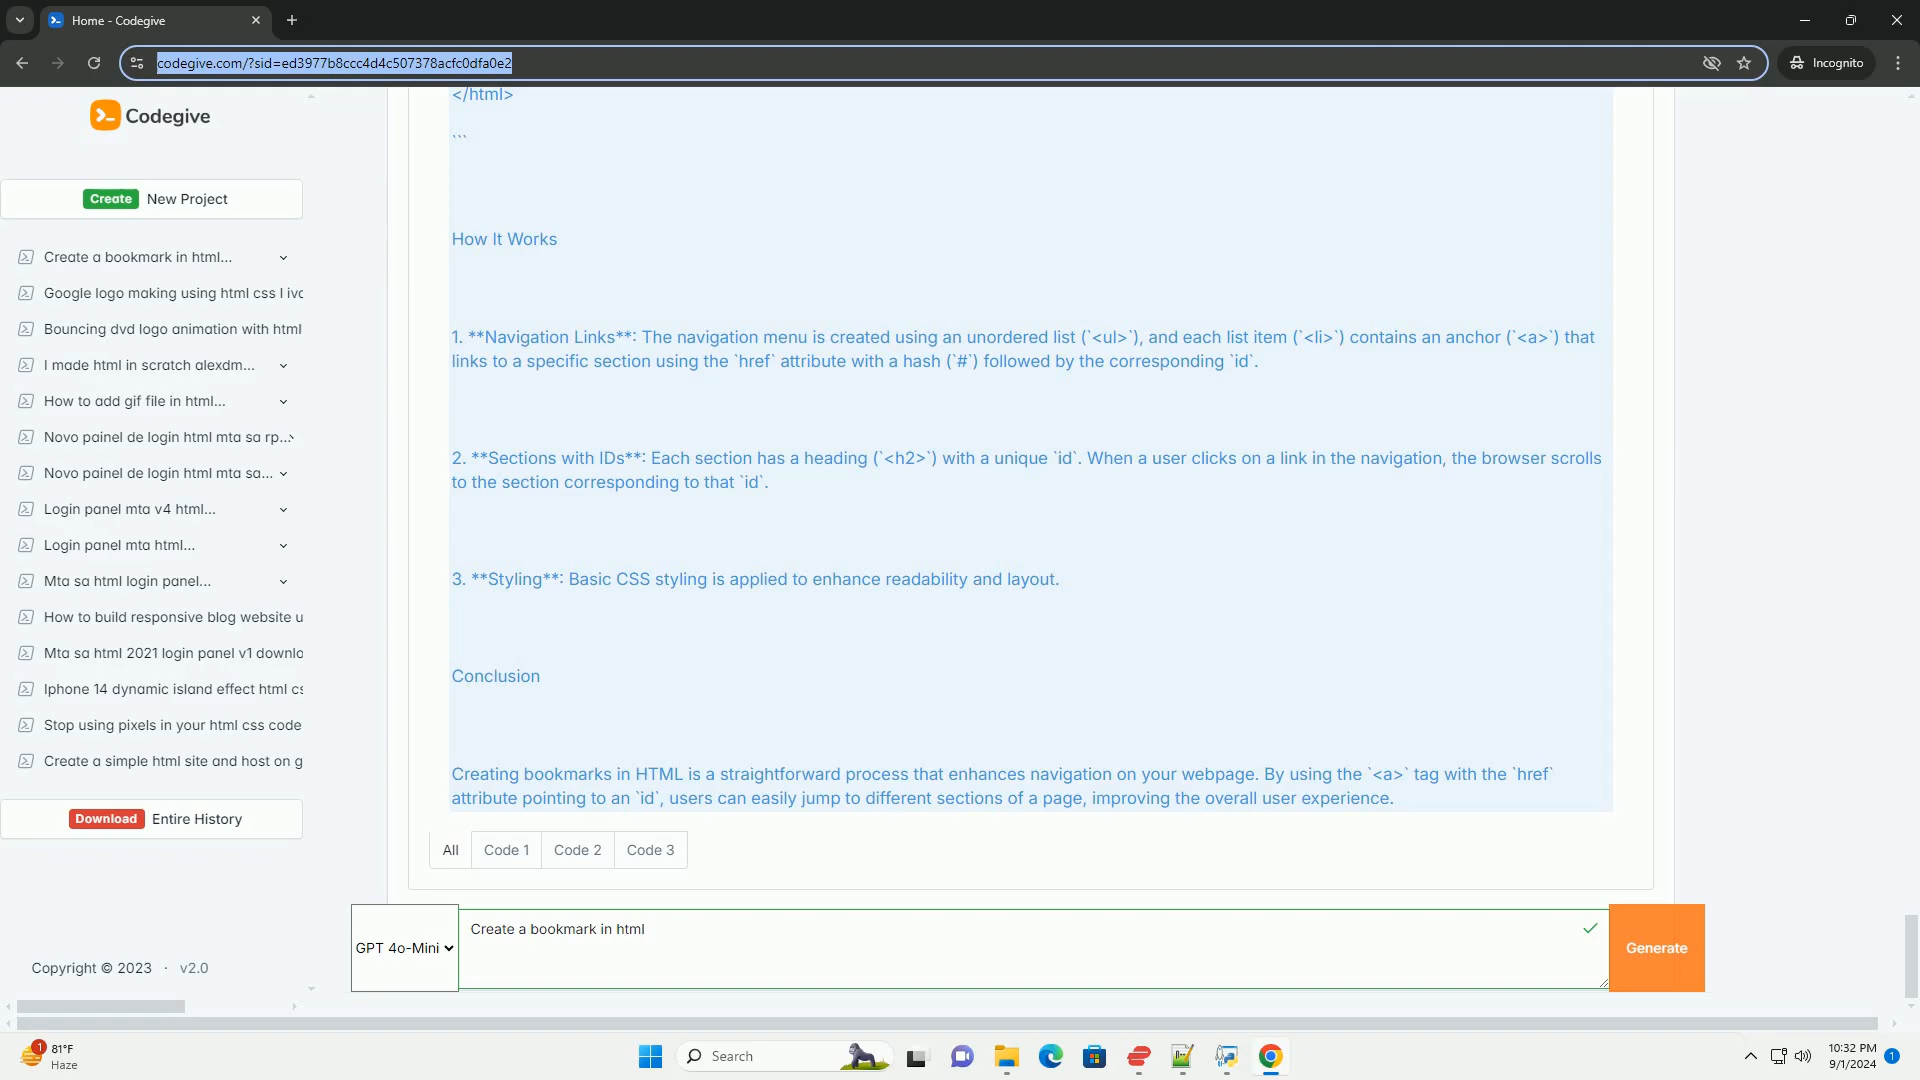 Home - Codegive
codegive.com/?sid=ed3977b8ccc4d4c507378acfc0dfa0e2
Incognito
Codegive
Create New Project
Create a bookmark in html...
Google logo making using html css I ivc
Bouncing dvd logo animation with html
I made html in scratch alexdm...
How to add gif file in html...
Novo painel de login html mta sa rp...
Novo painel de login html mta sa...
Login panel mta v4 html...
Login panel mta html...
Mta sa html login panel...
How to build responsive blog website u
Mta sa html 2021 login panel v1 downlo
Iphone 14 dynamic island effect html cs
Stop using pixels in your html css code
Create a simple html site and host on g
Download Entire History
Copyright © 2023 · v2.0
</html>
```
How It Works
1. **Navigation Links**: The navigation menu is created using an unordered list (`<ul>`), and each list item (`<li>`) contains an anchor (`<a>`) that
links to a specific section using the `href` attribute with a hash (`#`) followed by the corresponding `id`.
2. **Sections with IDs**: Each section has a heading (`<h2>`) with a unique `id`. When a user clicks on a link in the navigation, the browser scrolls
to the section corresponding to that `id`.
3. **Styling**: Basic CSS styling is applied to enhance readability and layout.
Conclusion
Creating bookmarks in HTML is a straightforward process that enhances navigation on your webpage. By using the `<a>` tag with the `href`
attribute pointing to an `id`, users can easily jump to different sections of a page, improving the overall user experience.
All Code 1 Code 2 Code 3
GPT 4o-Mini
Create a bookmark in html
Generate
1
81°F
Haze
Search
10:32 PM
9/1/2024
1